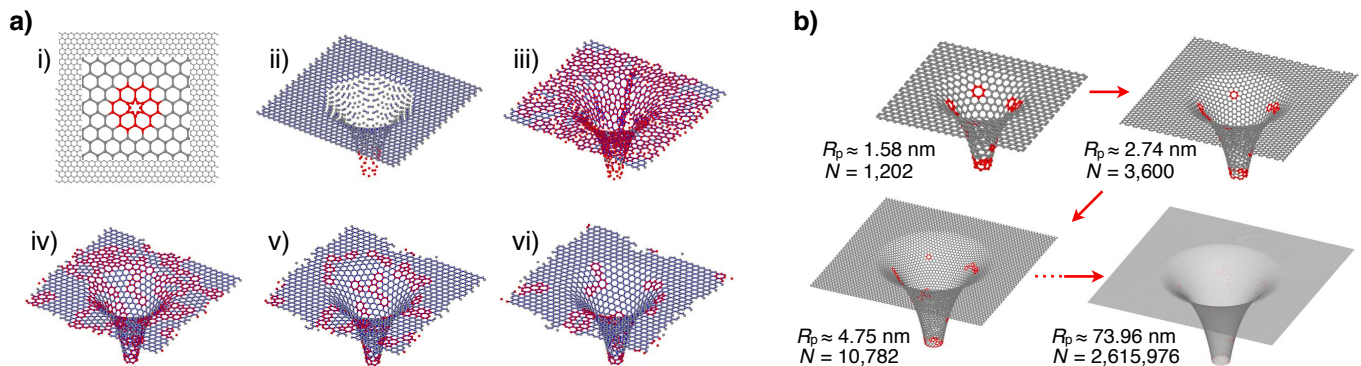 a)
i)
ii)
iii)
iv)
v)
vi)
b)
Rp ≈ 1.58 nm
N = 1,202
Rp ≈ 2.74 nm
N = 3,600
Rp ≈ 4.75 nm
N = 10,782
Rp ≈ 73.96 nm
N = 2,615,976